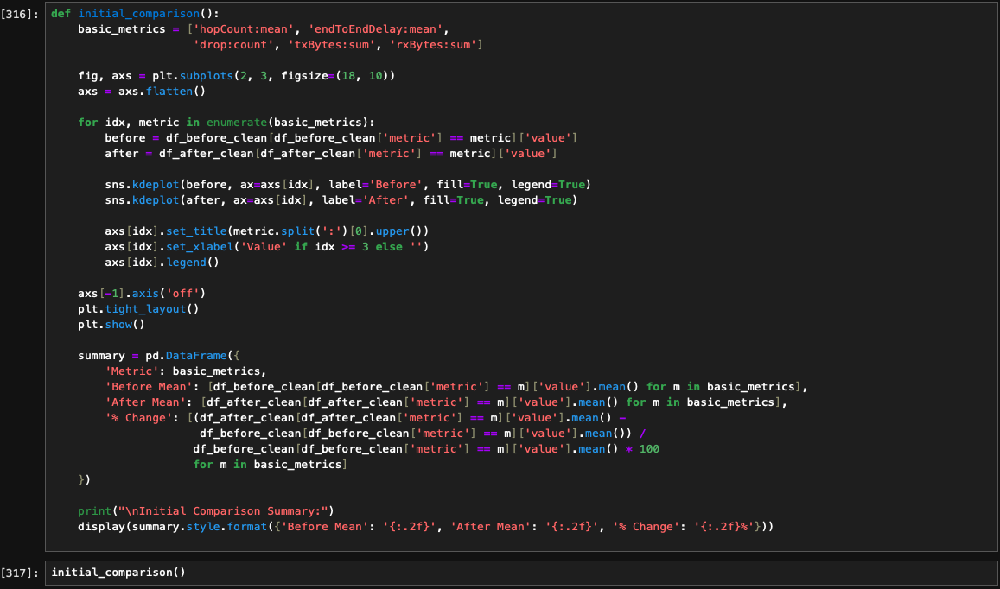 [316]: def initial_comparison():
    basic_metrics = ['hopCount:mean', 'endToEndDelay:mean',
                     'drop:count', 'txBytes:sum', 'rxBytes:sum']

    fig, axs = plt.subplots(2, 3, figsize=(18, 10))
    axs = axs.flatten()

    for idx, metric in enumerate(basic_metrics):
        before = df_before_clean[df_before_clean['metric'] == metric]['value']
        after = df_after_clean[df_after_clean['metric'] == metric]['value']

        sns.kdeplot(before, ax=axs[idx], label='Before', fill=True, legend=True)
        sns.kdeplot(after, ax=axs[idx], label='After', fill=True, legend=True)

        axs[idx].set_title(metric.split(':')[0].upper())
        axs[idx].set_xlabel('Value' if idx >= 3 else '')
        axs[idx].legend()

    axs[-1].axis('off')
    plt.tight_layout()
    plt.show()

    summary = pd.DataFrame({
        'Metric': basic_metrics,
        'Before Mean': [df_before_clean[df_before_clean['metric'] == m]['value'].mean() for m in basic_metrics],
        'After Mean': [df_after_clean[df_after_clean['metric'] == m]['value'].mean() for m in basic_metrics],
        '% Change': [(df_after_clean[df_after_clean['metric'] == m]['value'].mean() -
                      df_before_clean[df_before_clean['metric'] == m]['value'].mean()) /
                     df_before_clean[df_before_clean['metric'] == m]['value'].mean() * 100
                     for m in basic_metrics]
    })

    print("\nInitial Comparison Summary:")
    display(summary.style.format({'Before Mean': '{:.2f}', 'After Mean': '{:.2f}', '% Change': '{:.2f}%'}))

[317]: initial_comparison()